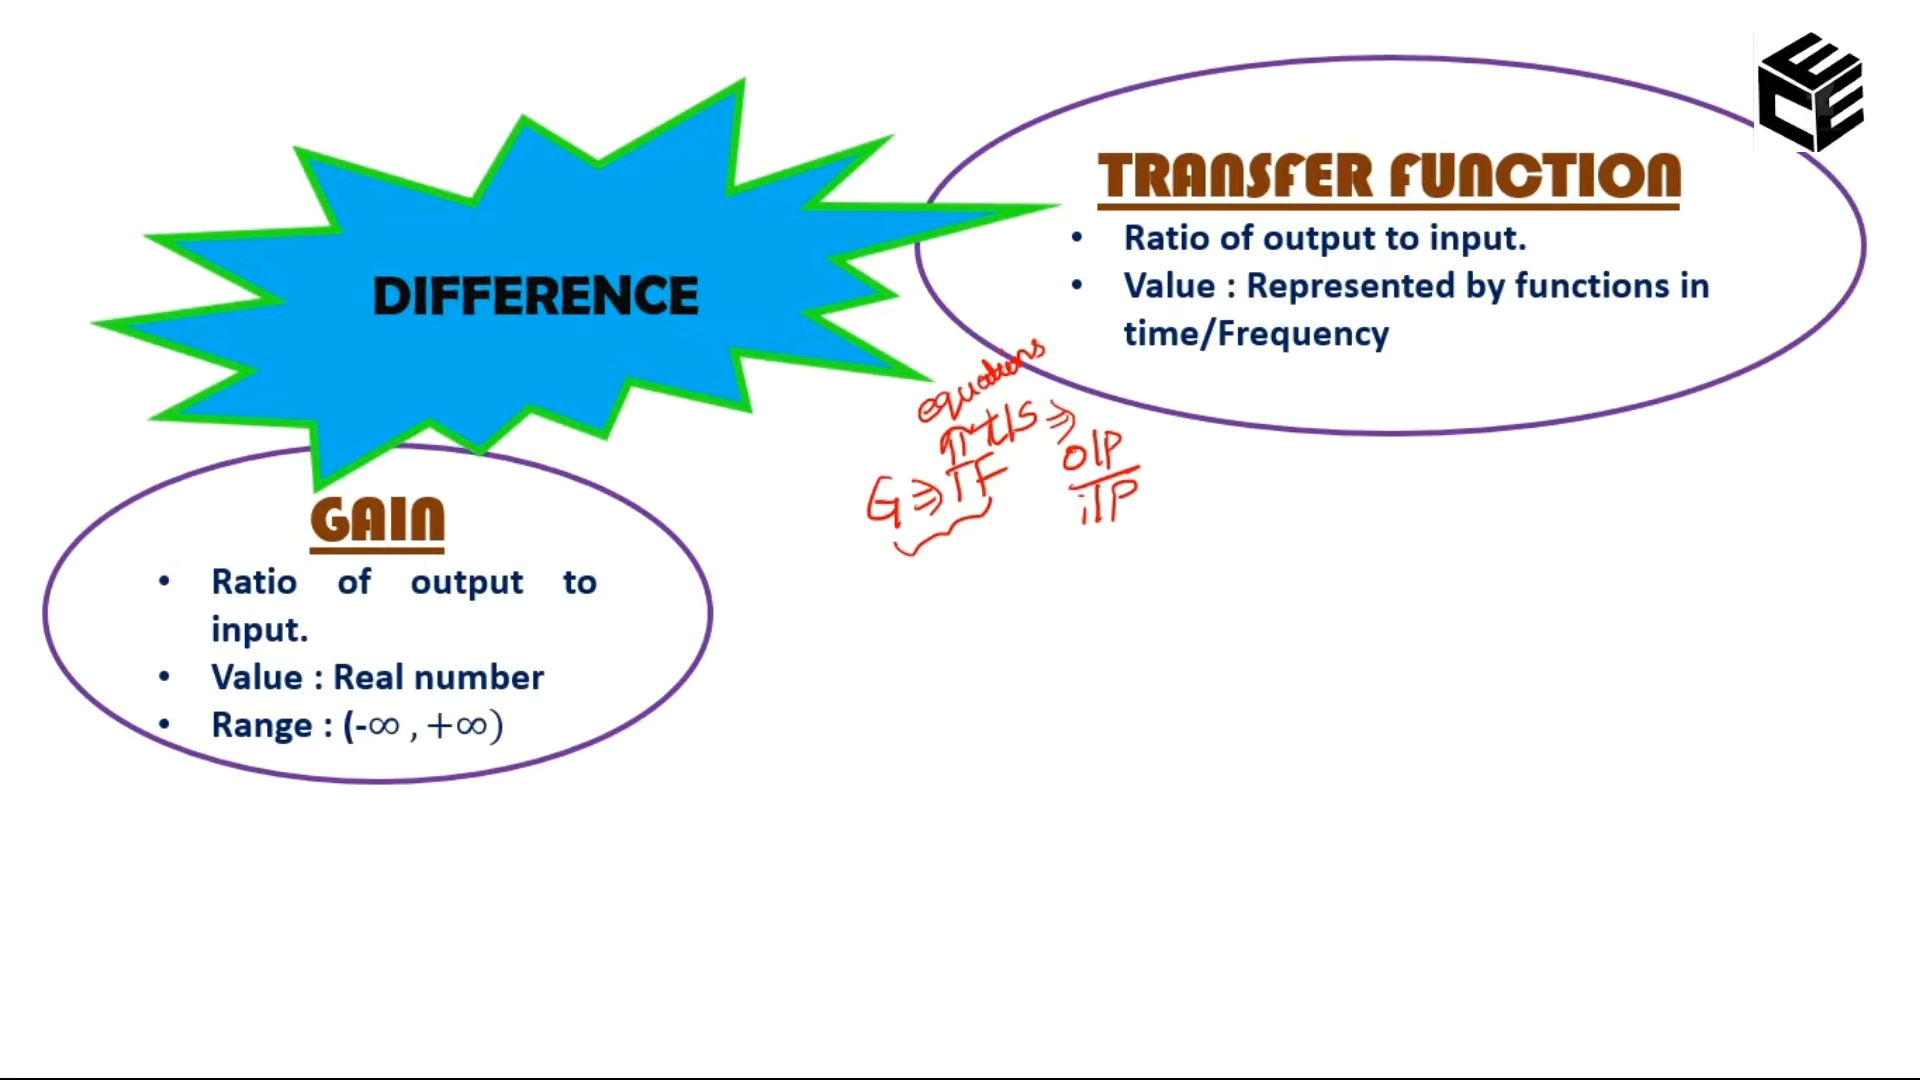 ECE
TRANSFER FUNCTION
• Ratio of output to input.
• Value : Represented by functions in
time/Frequency
DIFFERENCE
equations
t/s ⇒
G ⇒ TF
O/P
i/P
GAIN
• Ratio of output to
input.
• Value : Real number
• Range : (-∞ , +∞)